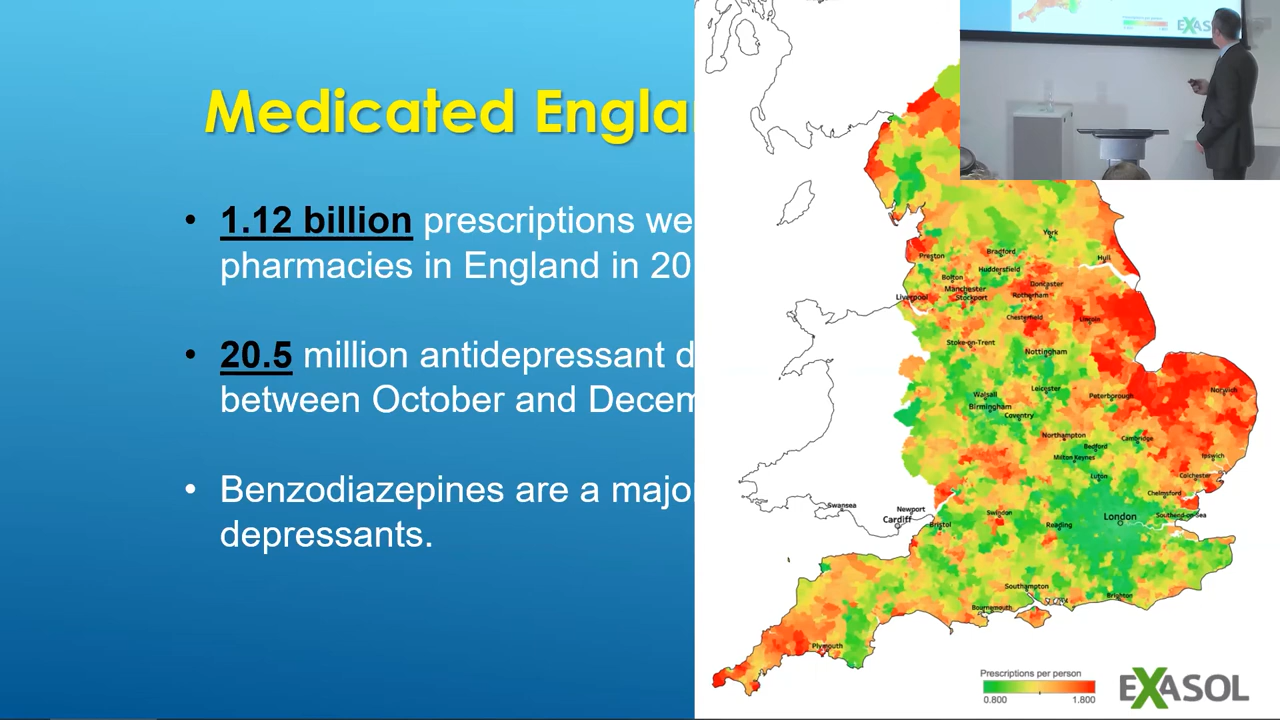 Medicated Engla
• 1.12 billion prescriptions we
pharmacies in England in 20
• 20.5 million antidepressant d
between October and Decem
• Benzodiazepines are a major
depressants.
York
Preston
Bradford
Hull
Huddersfield
Bolton
Manchester
Doncaster
Liverpool
Stockport
Rotherham
Chesterfield
Lincoln
Stoke-on-Trent
Nottingham
Leicester
Norwich
Walsall
Peterborough
Birmingham
Coventry
Northampton
Cambridge
Bedford
Milton Keynes
Ipswich
Luton
Colchester
Chelmsford
Swansea
Newport
Cardiff
Swindon
London
Southend-on-Sea
Bristol
Reading
Southampton
Brighton
Bournemouth
Plymouth
Prescriptions per person
0.800 1.800
EXASOL